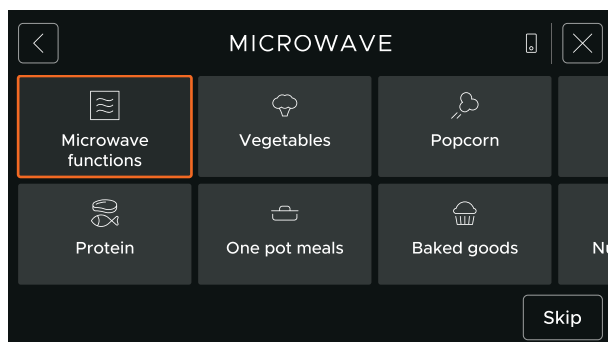 MICROWAVE
Microwave
functions
Vegetables
Popcorn
Protein
One pot meals
Baked goods
Skip